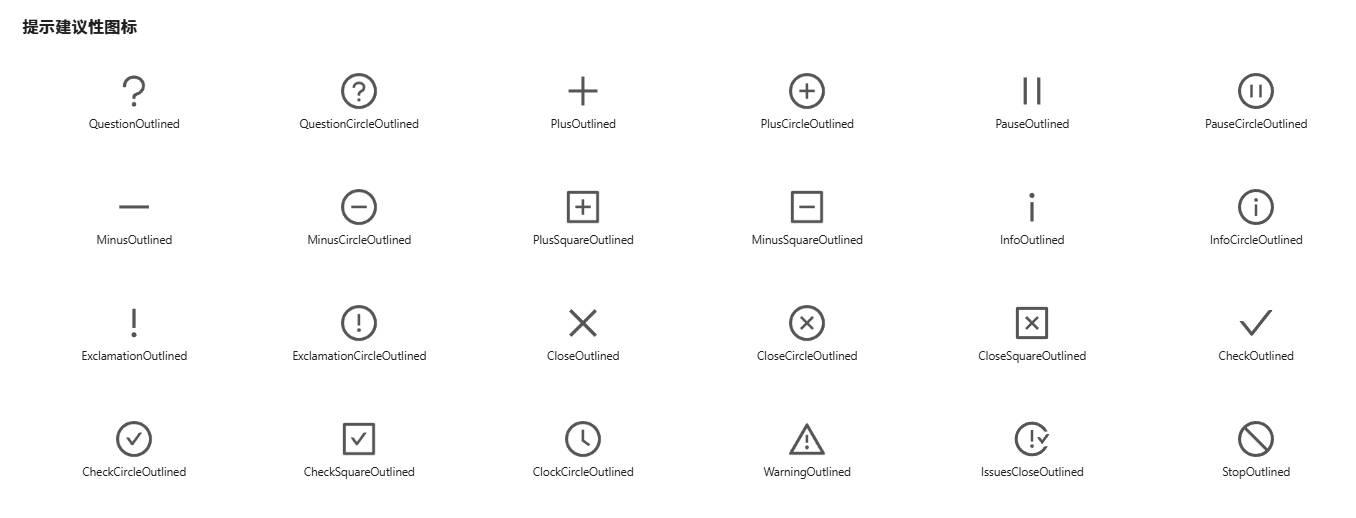 提示建议性图标
QuestionOutlined QuestionCircleOutlined PlusOutlined PlusCircleOutlined PauseOutlined PauseCircleOutlined
MinusOutlined MinusCircleOutlined PlusSquareOutlined MinusSquareOutlined InfoOutlined InfoCircleOutlined
ExclamationOutlined ExclamationCircleOutlined CloseOutlined CloseCircleOutlined CloseSquareOutlined CheckOutlined
CheckCircleOutlined CheckSquareOutlined ClockCircleOutlined WarningOutlined IssuesCloseOutlined StopOutlined